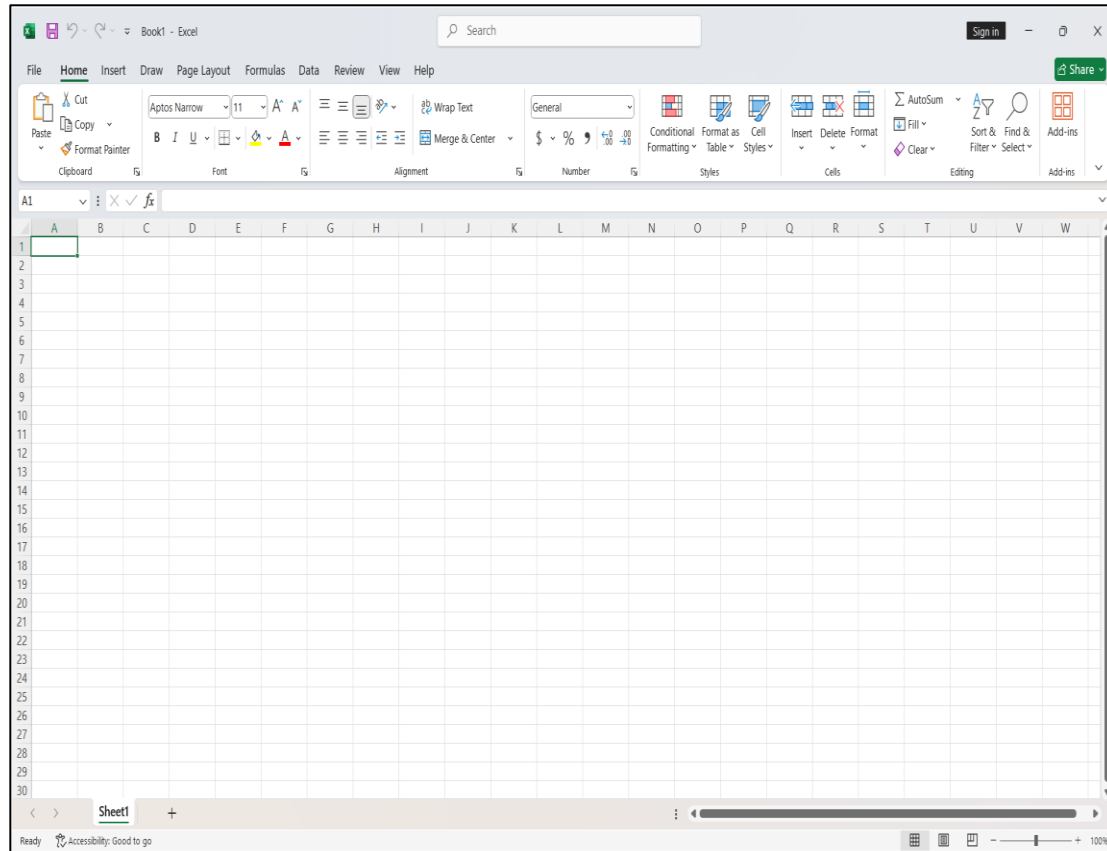 Book1 - Excel
Search
Sign in
File Home Insert Draw Page Layout Formulas Data Review View Help
Share
Paste
Cut
Copy
Format Painter
Clipboard
Aptos Narrow 11 A A
B I U A
Font
ab Wrap Text
Merge & Center
Alignment
General
$ % 9 .00 .00
Number
Conditional Formatting
Format as Table
Cell Styles
Styles
Insert Delete Format
Cells
AutoSum
Fill
Clear
Sort & Filter
Find & Select
Editing
Add-ins
Add-ins
A1 fx
A B C D E F G H I J K L M N O P Q R S T U V W
1
2
3
4
5
6
7
8
9
10
11
12
13
14
15
16
17
18
19
20
21
22
23
24
25
26
27
28
29
30
Sheet1 +
Ready Accessibility: Good to go 100%